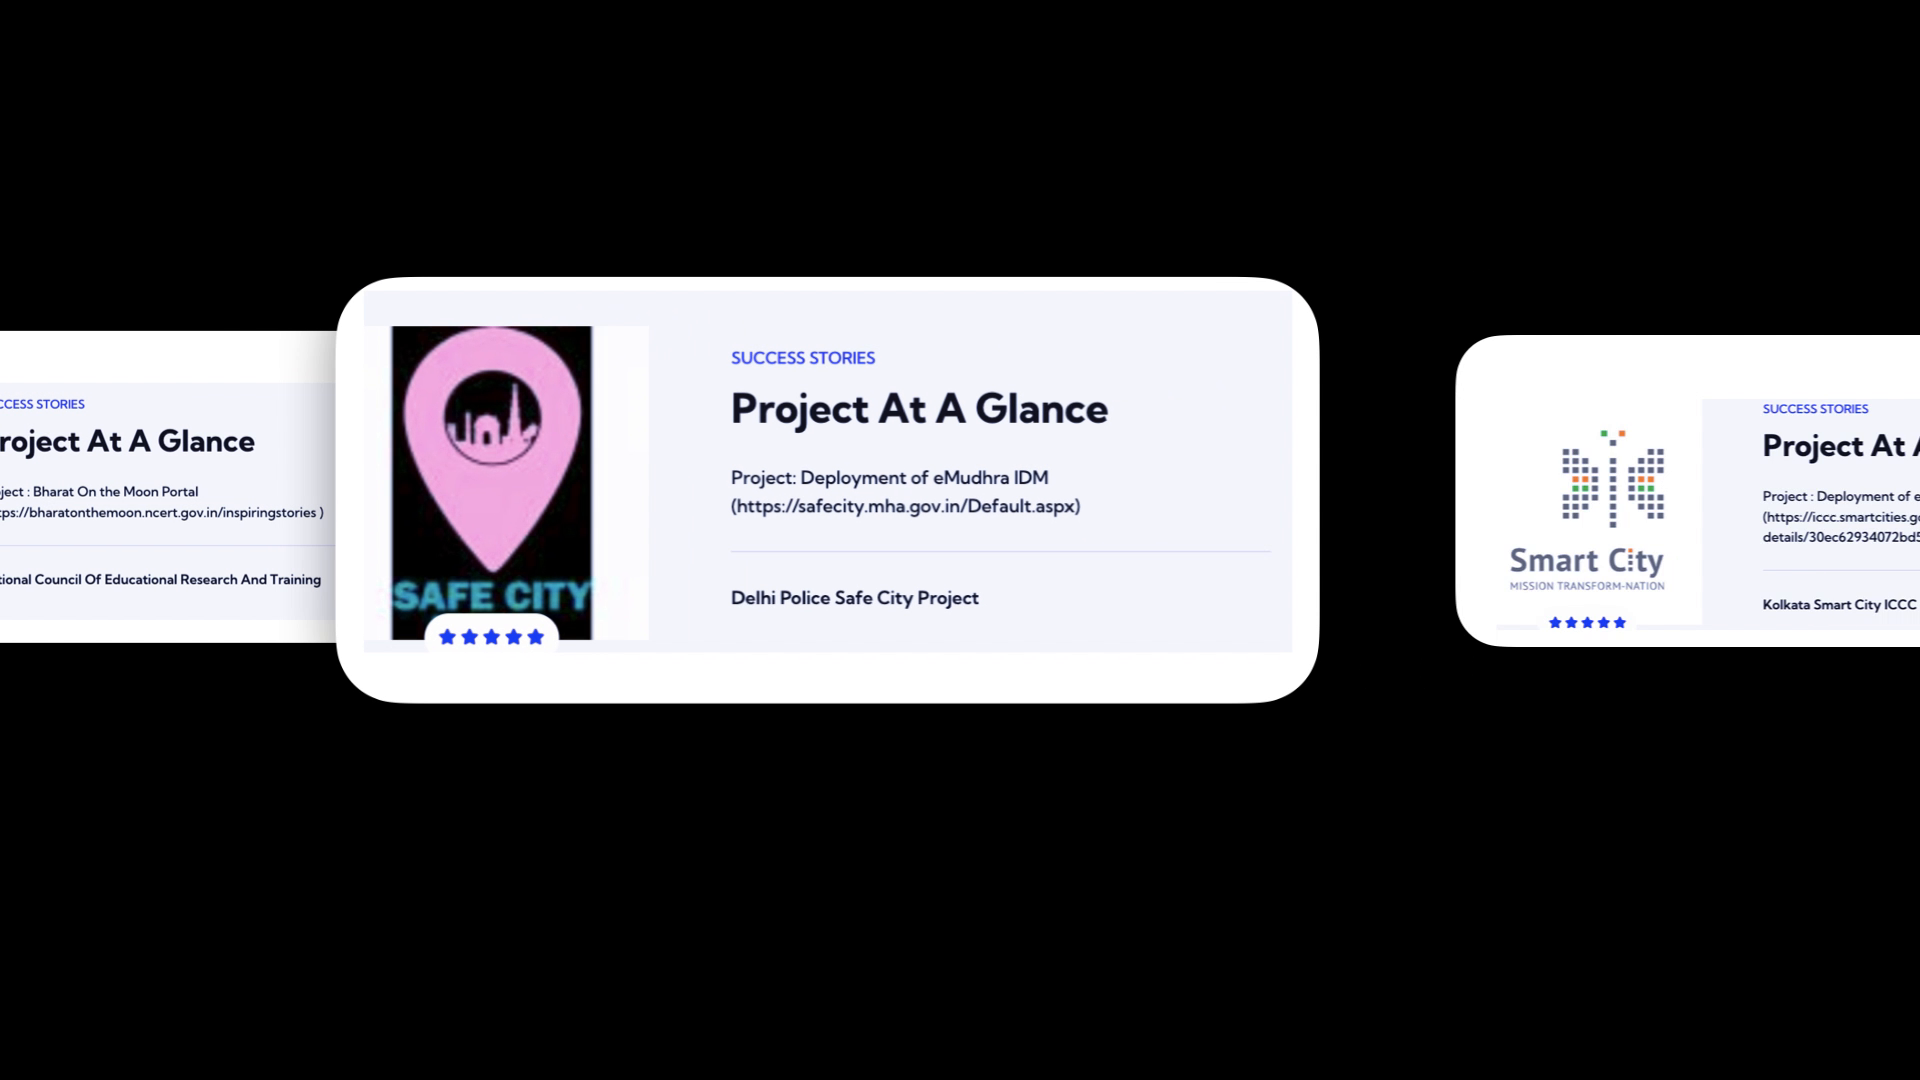 CCESS STORIES
roject At A Glance
ject : Bharat On the Moon Portal
tps://bharatonthemoon.ncert.gov.in/inspiringstories )
tional Council Of Educational Research And Training
SAFE CITY
SUCCESS STORIES
Project At A Glance
Project: Deployment of eMudhra IDM
(https://safecity.mha.gov.in/Default.aspx)
Delhi Police Safe City Project
Smart City
MISSION TRANSFORM-NATION
SUCCESS STORIES
Project At A
Project : Deployment of e
(https://iccc.smartcities.go
details/30ec62934072bd5
Kolkata Smart City ICCC